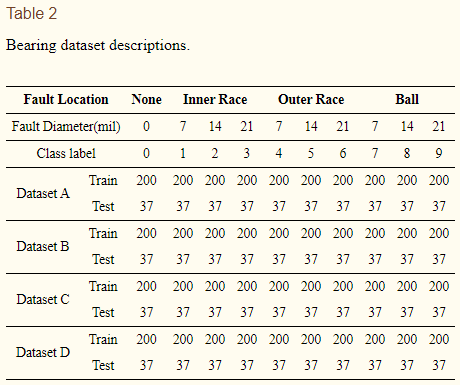 Table 2
Bearing dataset descriptions.
Fault Location None Inner Race Outer Race Ball
Fault Diameter(mil) 0 7 14 21 7 14 21 7 14 21
Class label 0 1 2 3 4 5 6 7 8 9
Dataset A Train 200 200 200 200 200 200 200 200 200 200
Test 37 37 37 37 37 37 37 37 37 37
Dataset B Train 200 200 200 200 200 200 200 200 200 200
Test 37 37 37 37 37 37 37 37 37 37
Dataset C Train 200 200 200 200 200 200 200 200 200 200
Test 37 37 37 37 37 37 37 37 37 37
Dataset D Train 200 200 200 200 200 200 200 200 200 200
Test 37 37 37 37 37 37 37 37 37 37